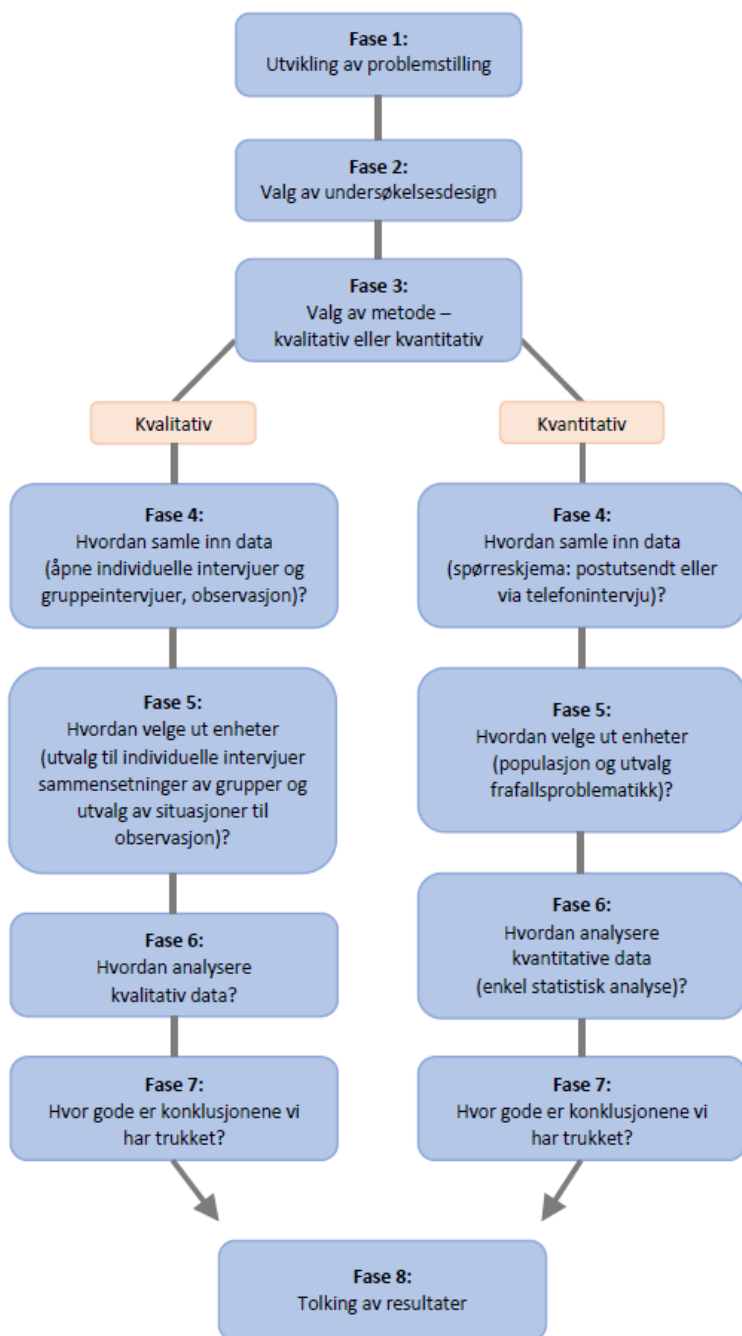 Fase 1:
Utvikling av problemstilling
Fase 2:
Valg av undersøkelsesdesign
Fase 3:
Valg av metode –
kvalitativ eller kvantitativ
Kvalitativ
Fase 4:
Hvordan samle inn data
(åpne individuelle intervjuer og
gruppeintervjuer, observasjon)?
Fase 5:
Hvordan velge ut enheter
(utvalg til individuelle intervjuer
sammensetninger av grupper og
utvalg av situasjoner til
observasjon)?
Fase 6:
Hvordan analysere
kvalitativ data?
Fase 7:
Hvor gode er konklusjonene vi
har trukket?
Kvantitativ
Fase 4:
Hvordan samle inn data
(spørreskjema: postutsendt eller
via telefonintervju)?
Fase 5:
Hvordan velge ut enheter
(populasjon og utvalg
frafallsproblematikk)?
Fase 6:
Hvordan analysere
kvantitative data
(enkel statistisk analyse)?
Fase 7:
Hvor gode er konklusjonene vi
har trukket?
Fase 8:
Tolking av resultater